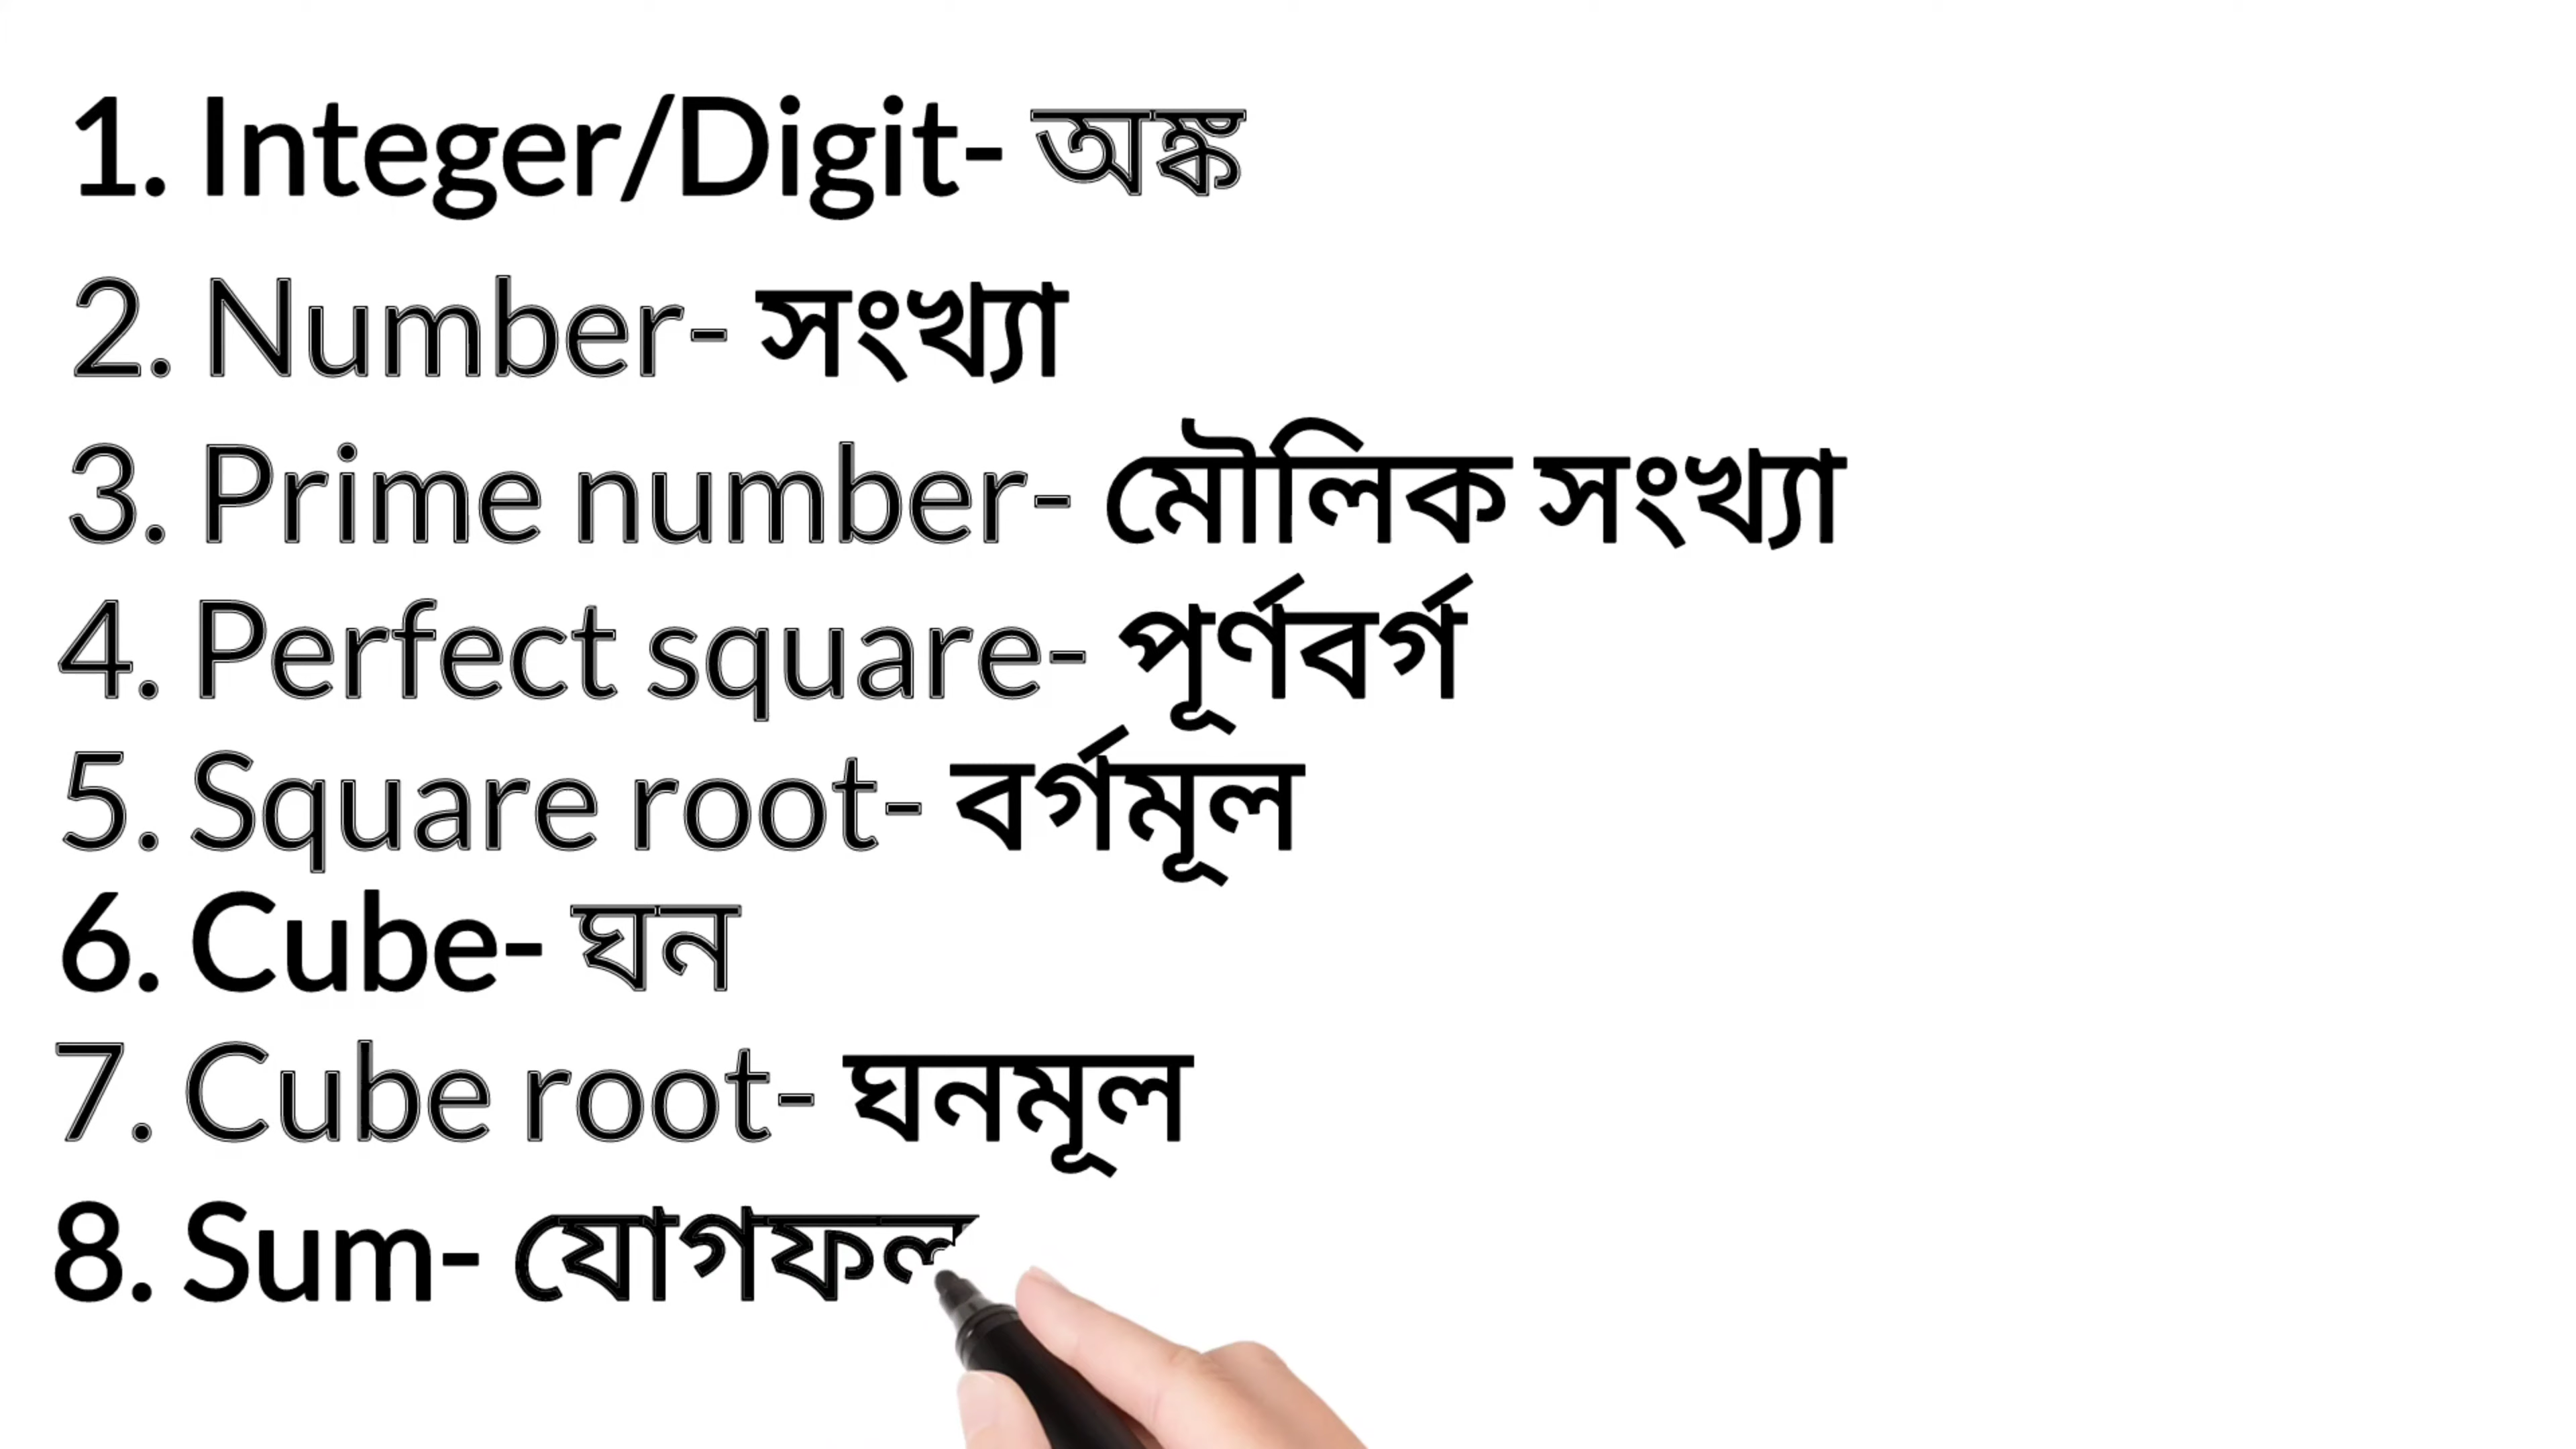 1. Integer/Digit- অঙ্ক
2. Number- সংখ্যা
3. Prime number- মৌলিক সংখ্যা
4. Perfect square- পূর্ণবর্গ
5. Square root- বর্গমূল
6. Cube- ঘন
7. Cube root- ঘনমূল
8. Sum- যোগফল